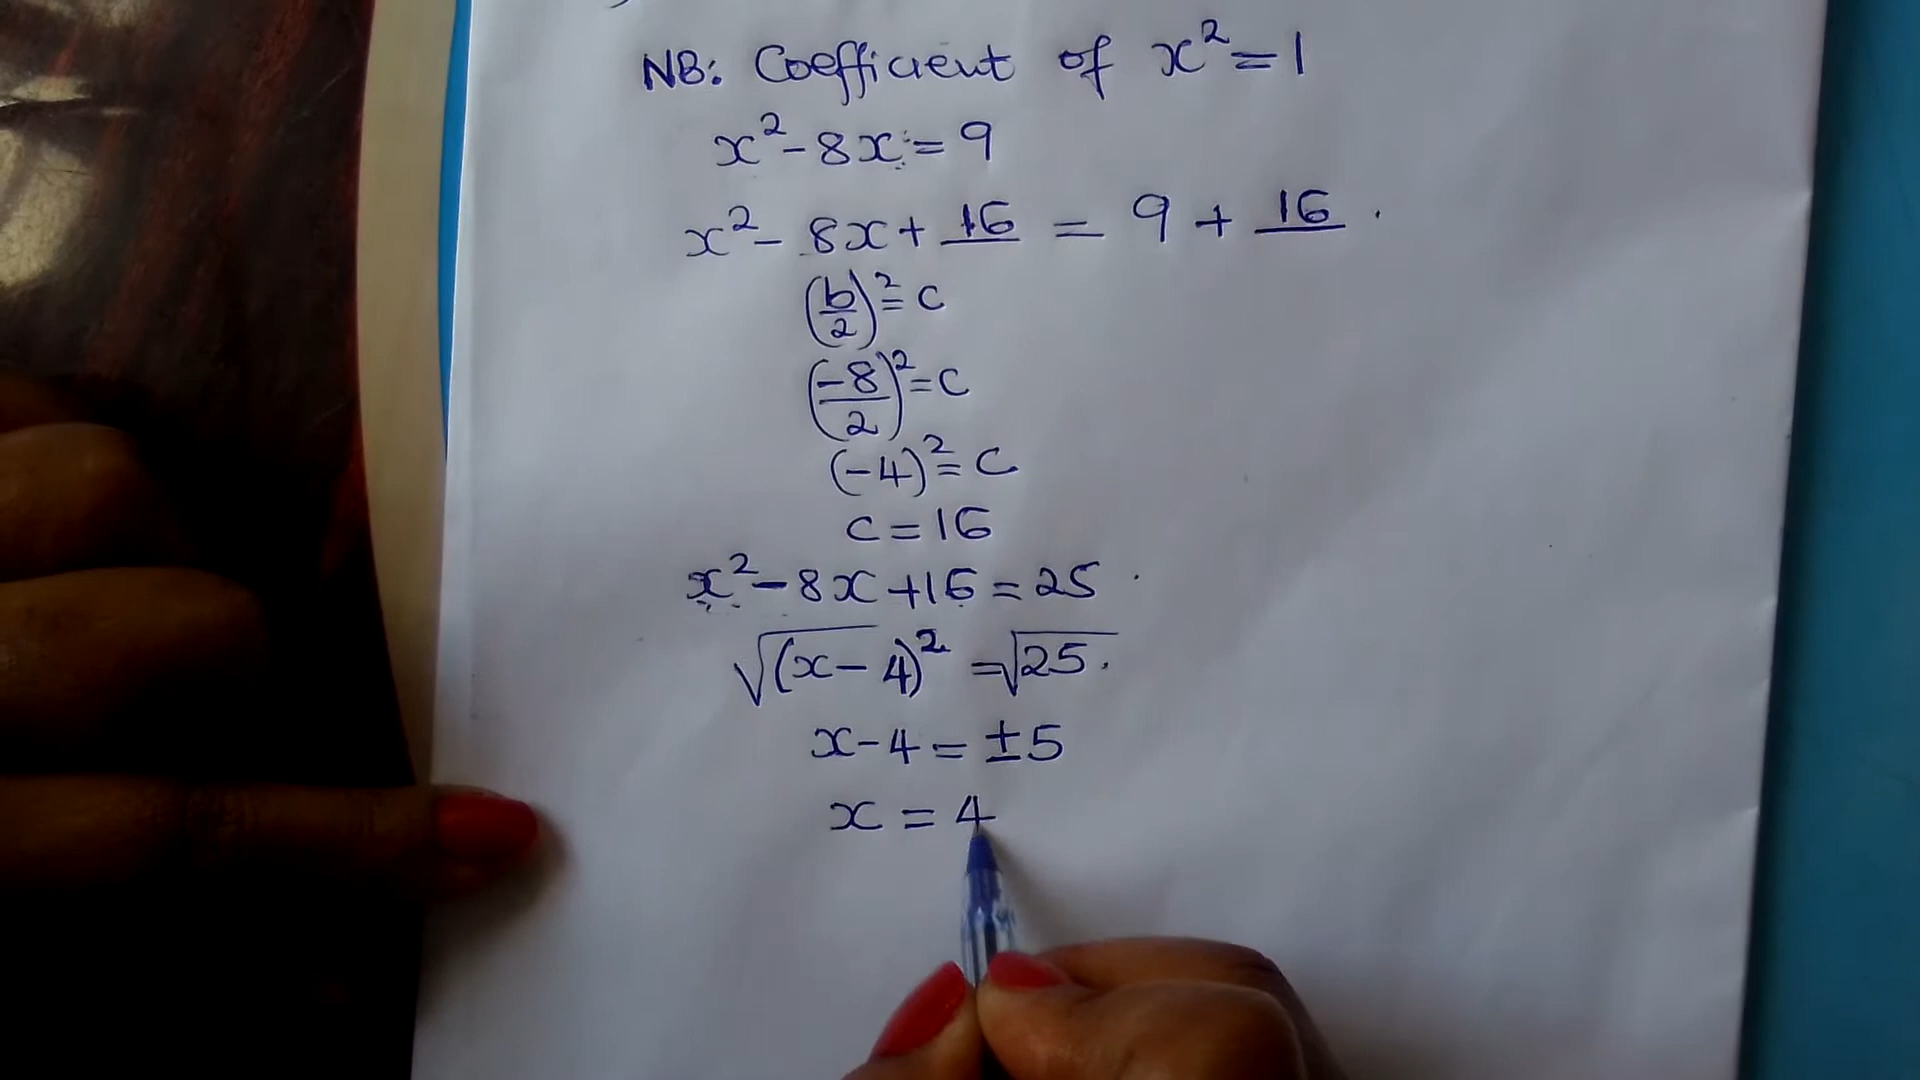 NB: Coefficient of x² = 1
x² - 8x = 9
x² - 8x + 16 = 9 + 16 .
(b/2)² = c
(-8/2)² = c
(-4)² = c
c = 16
x² - 8x + 16 = 25
√(x - 4)² = √25 .
x - 4 = ±5
x = 4